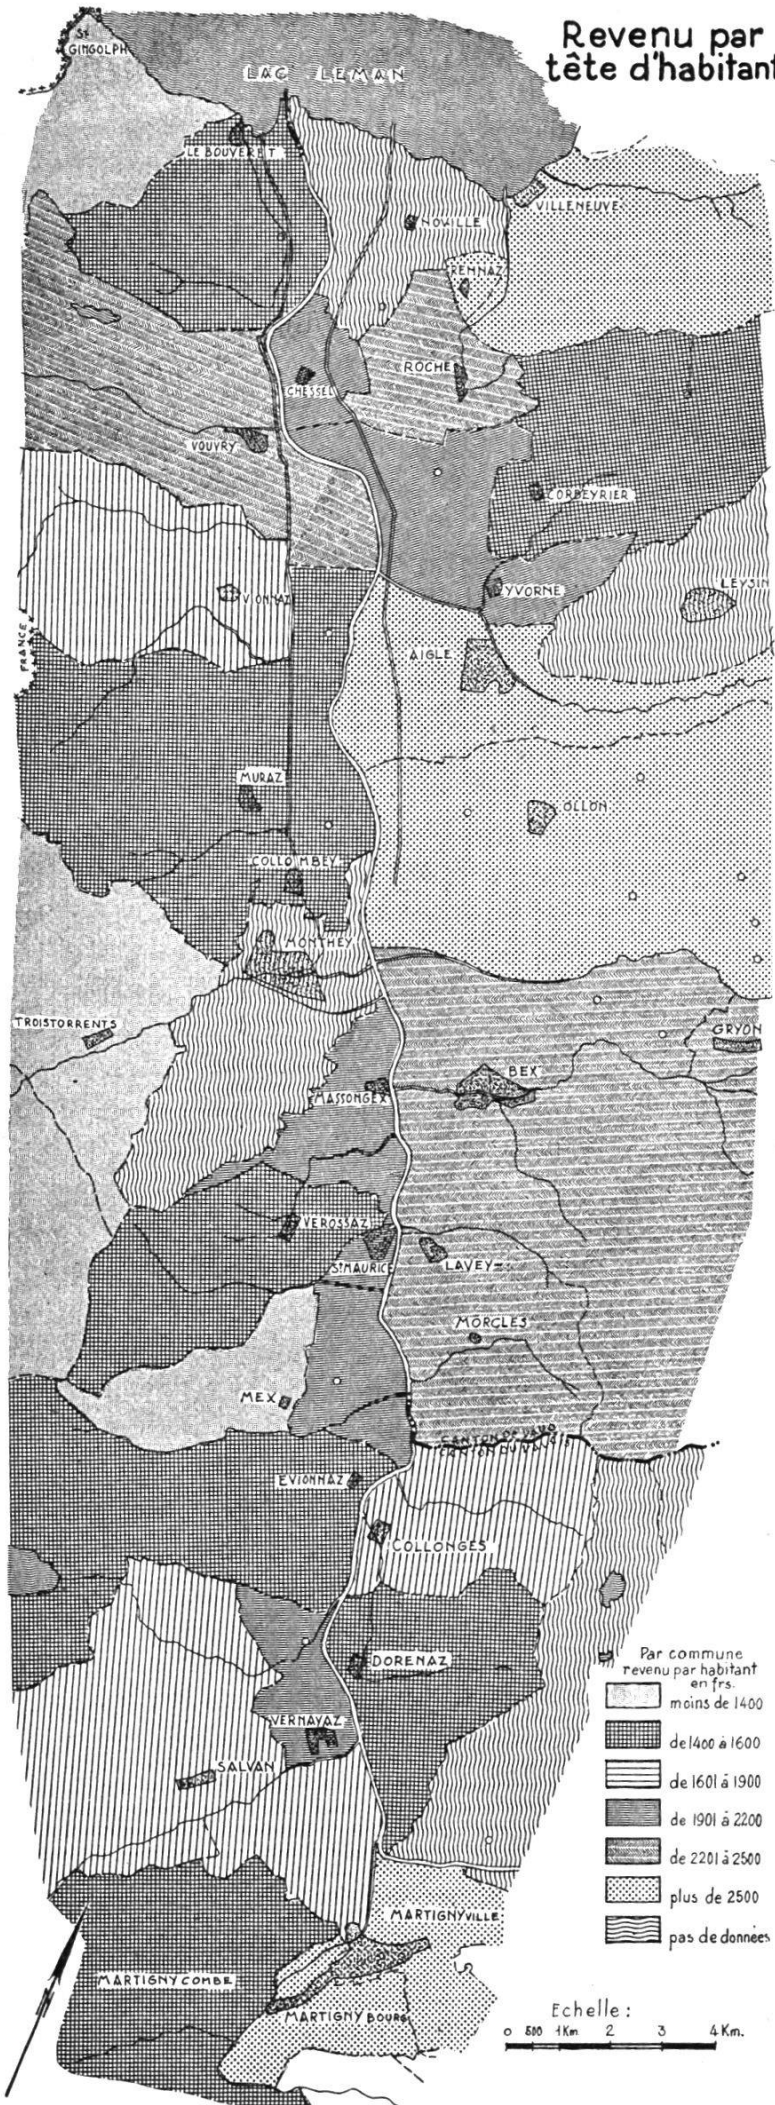 Revenu par
tête d'habitant
St
GINGOLPH
LAC LEMAN
LE BOUVERET
NOVILLE
VILLENEUVE
RENNAZ
ROCHE
CHESSEL
VOUVRY
CORBEYRIER
VIONNAZ
YVORNE
LEYSIN
FRANCE
AIGLE
MURAZ
OLLON
COLLOMBEY
MONTHEY
TROISTORRENTS
GRYON
BEX
MASSONGEX
VEROSSAZ
ST MAURICE
LAVEY
MORCLES
MEX
CANTON DE VAUD
CANTON DU VALAIS
EVIONNAZ
COLLONGES
DORENAZ
VERNAYAZ
SALVAN
Par commune
revenu par habitant
en frs.
moins de 1400
de 1400 à 1600
de 1601 à 1900
de 1901 à 2200
de 2201 à 2500
plus de 2500
pas de données
MARTIGNY VILLE
MARTIGNY COMBE
MARTIGNY BOURG
N
Echelle :
0 500 1Km 2 3 4 Km.